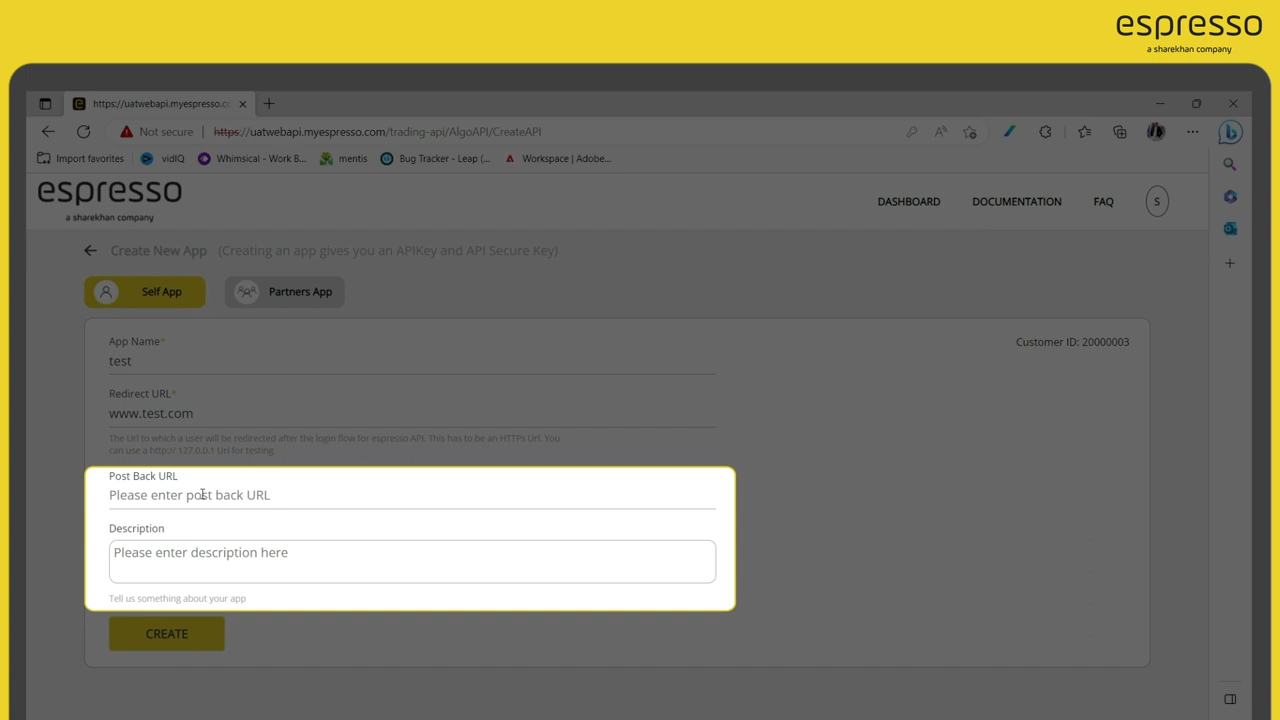 espresso
a sharekhan company
https://uatwebapi.myespresso.co
Not secure
https://uatwebapi.myespresso.com/trading-api/AlgoAPI/CreateAPI
Import favorites
vidIQ
Whimsical - Work B...
mentis
Bug Tracker - Leap (...
Workspace | Adobe...
espresso
a sharekhan company
DASHBOARD
DOCUMENTATION
FAQ
S
Create New App (Creating an app gives you an APIKey and API Secure Key)
Self App
Partners App
App Name*
Customer ID: 20000003
test
Redirect URL*
www.test.com
The Url to which a user will be redirected after the login flow for espresso API. This has to be an HTTPs Url. You
can use a http:// 127.0.0.1 Url for testing
Post Back URL
Please enter post back URL
Description
Please enter description here
Tell us something about your app
CREATE